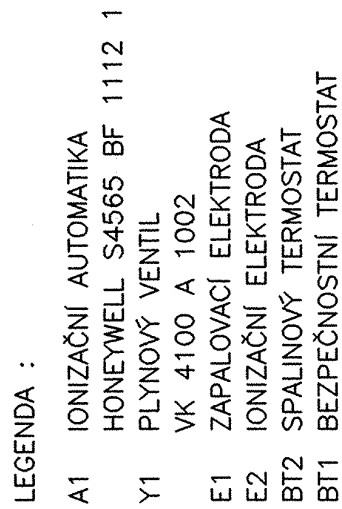 LEGENDA :
A1 IONIZAČNÍ AUTOMATIKA
HONEYWELL S4565 BF 1112 1
Y1 PLYNOVÝ VENTIL
VK 4100 A 1002
E1 ZAPALOVACÍ ELEKTRODA
E2 IONIZAČNÍ ELEKTRODA
BT2 SPALINOVÝ TERMOSTAT
BT1 BEZPEČNOSTNÍ TERMOSTAT